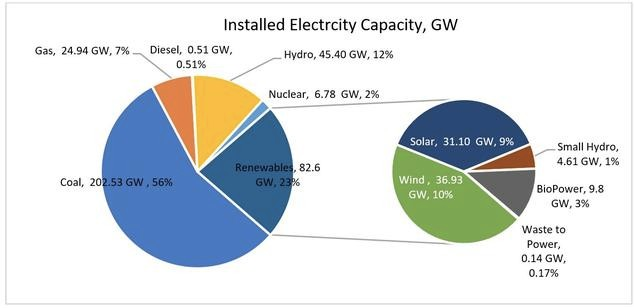 Installed Electrcity Capacity, GW
Gas, 24.94 GW, 7%
Diesel, 0.51 GW,
0.51%
Hydro, 45.40 GW, 12%
Nuclear, 6.78 GW, 2%
Renewables, 82.6
GW, 23%
Coal, 202.53 GW , 56%
Solar, 31.10 GW, 9%
Small Hydro,
4.61 GW, 1%
Wind , 36.93
GW, 10%
BioPower, 9.8
GW, 3%
Waste to
Power,
0.14 GW,
0.17%